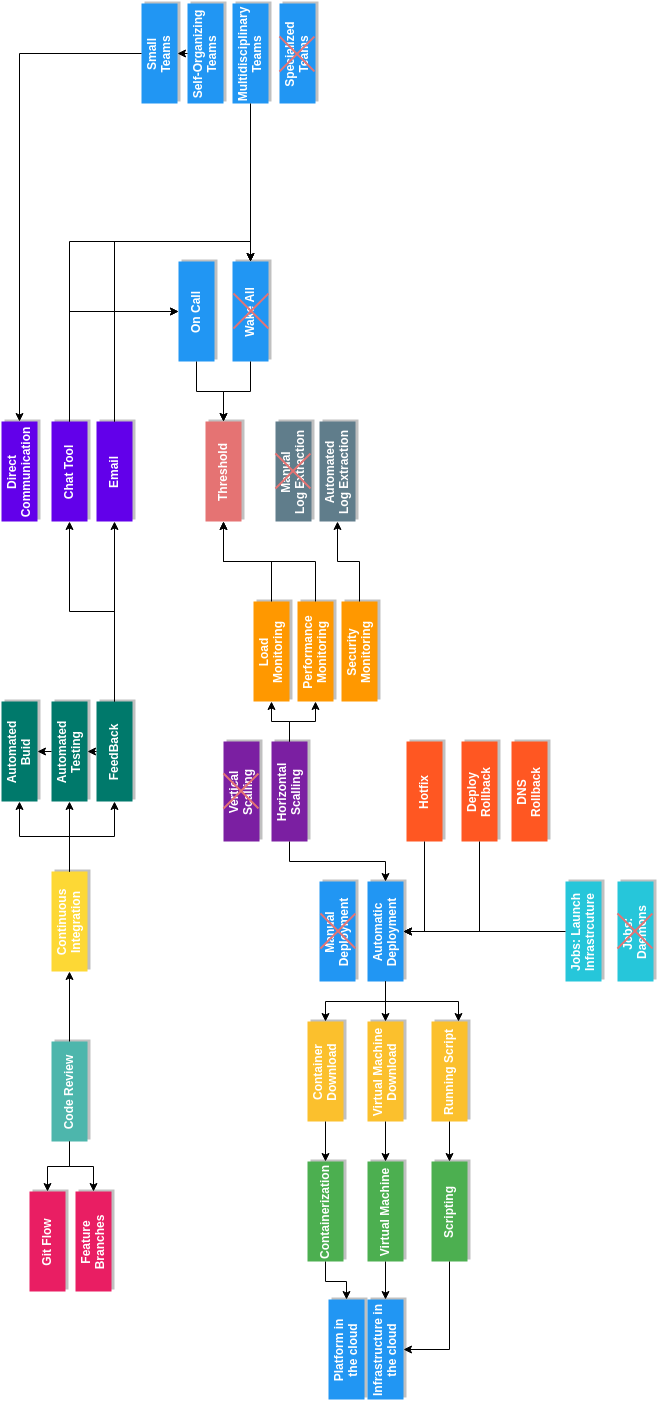 Small
Teams
Self-Organizing
Teams
Multidisciplinary
Teams
Specialized
Teams
On Call
Wake All
Direct
Communication
Chat Tool
Email
Threshold
Manual
Log Extraction
Automated
Log Extraction
Load
Monitoring
Performance
Monitoring
Security
Monitoring
Automated
Buid
Automated
Testing
FeedBack
Vertical
Scalling
Horizontal
Scalling
Hotfix
Deploy
Rollback
DNS
Rollback
Continuous
Integration
Manual
Deployment
Automatic
Deployment
Jobs: Launch
Infrastrcuture
Jobs:
Daemons
Code Review
Container
Download
Virtual Machine
Download
Running Script
Git Flow
Feature
Branches
Containerization
Virtual Machine
Scripting
Platform in
the cloud
Infrastructure in
the cloud